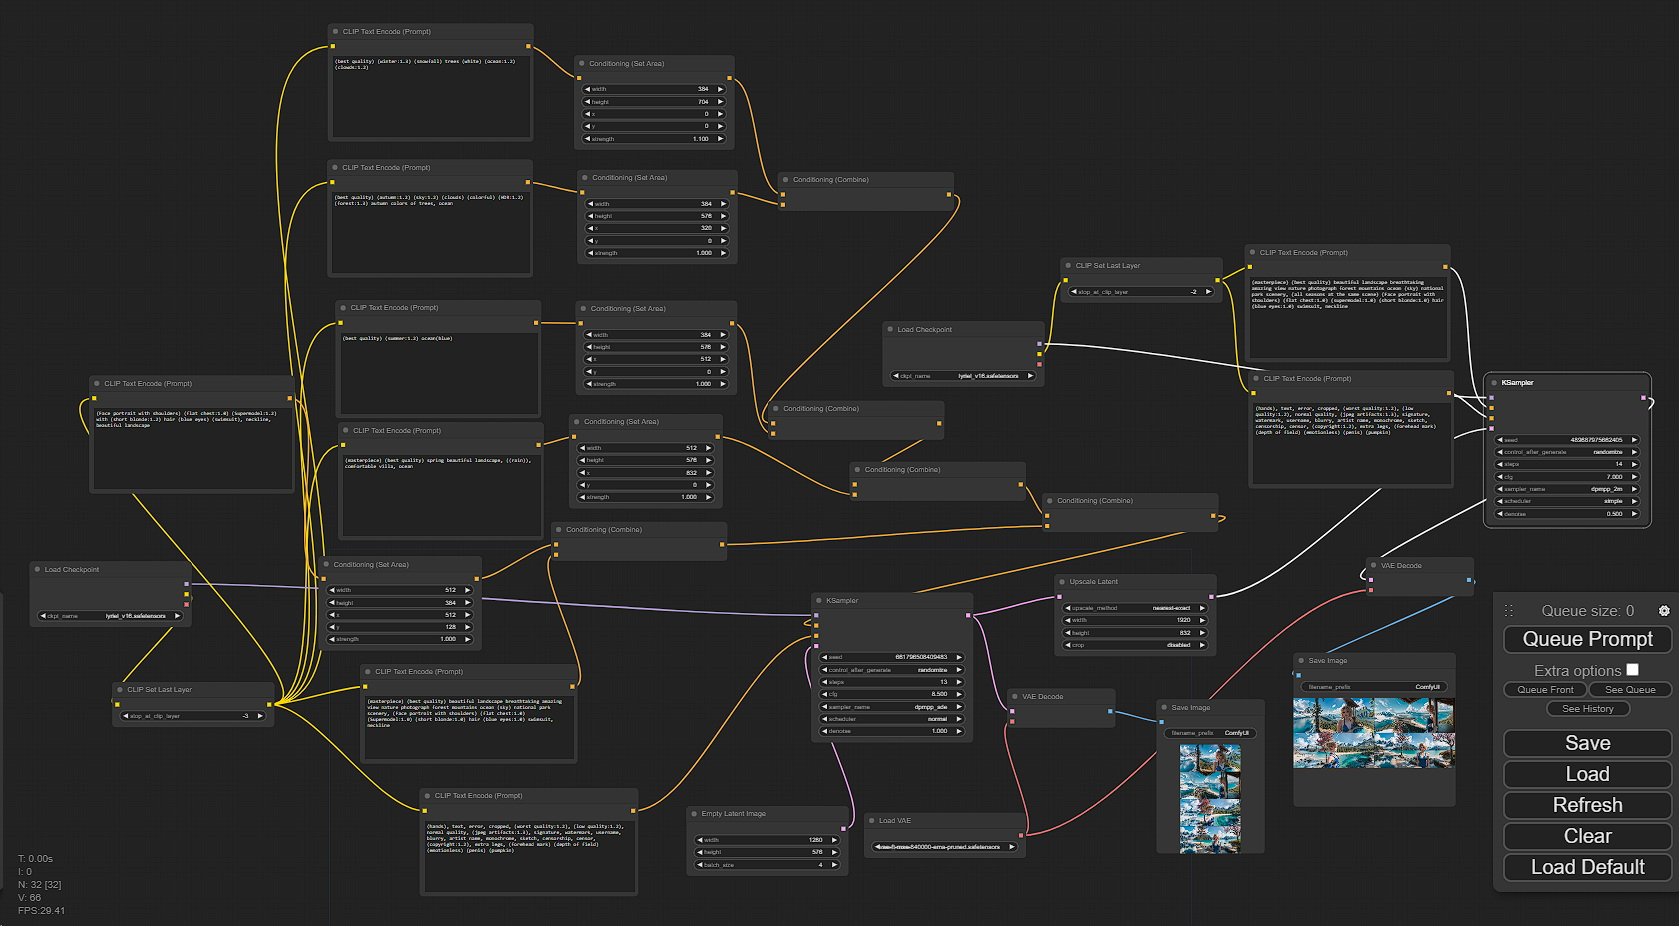 CLIP Text Encode (Prompt)
(best quality) (winter:1.3) (snowfall) trees (white) (ocean:1.2)
(clouds:1.2)
Conditioning (Set Area)
width 384
height 704
x 0
y 0
strength 1.100
CLIP Text Encode (Prompt)
(best quality) (autumn:1.2) (sky:1.2) (clouds) (colorful) (HDR:1.2)
(forest:1.3) autumn colors of trees, ocean
Conditioning (Set Area)
width 384
height 576
x 320
y 0
strength 1.000
Conditioning (Combine)
CLIP Text Encode (Prompt)
(best quality) (summer:1.2) ocean(blue)
Conditioning (Set Area)
width 384
height 576
x 512
y 0
strength 1.000
CLIP Text Encode (Prompt)
(Face portrait with shoulders) (flat chest:1.0) (Supermodel:1.2)
with (short blonde:1.2) hair (blue eyes) (swimsuit), neckline,
beautiful landscape
CLIP Text Encode (Prompt)
(masterpiece) (best quality) spring beautiful landscape, ((rain)),
comfortable villa, ocean
Conditioning (Set Area)
width 512
height 576
x 832
y 0
strength 1.000
Conditioning (Combine)
Conditioning (Combine)
Conditioning (Combine)
Conditioning (Combine)
Load Checkpoint
ckpt_name lyriel_v16.safetensors
CLIP Set Last Layer
stop_at_clip_layer -2
CLIP Text Encode (Prompt)
(masterpiece) (best quality) beautiful landscape breathtaking
amazing view nature photograph forest mountains ocean (sky) national
park scenery, (all seasons at the same scene) (Face portrait with
shoulders) (flat chest:1.0) (supermodel:1.0) (short blonde:1.0) hair
(blue eyes:1.0) swimsuit, neckline
CLIP Text Encode (Prompt)
(hands), text, error, cropped, (worst quality:1.2), (low
quality:1.2), normal quality, (jpeg artifacts:1.3), signature,
watermark, username, blurry, artist name, monochrome, sketch,
censorship, censor, (copyright:1.2), extra legs, (forehead mark)
(depth of field) (emotionless) (penis) (pumpkin)
KSampler
seed 489687975682405
control_after_generate randomize
steps 14
cfg 7.000
sampler_name dpmpp_2m
scheduler simple
denoise 0.500
Load Checkpoint
ckpt_name lyriel_v16.safetensors
Conditioning (Set Area)
width 512
height 384
x 512
y 128
strength 1.000
CLIP Set Last Layer
stop_at_clip_layer -3
CLIP Text Encode (Prompt)
(masterpiece) (best quality) beautiful landscape breathtaking amazing
view nature photograph forest mountains ocean (sky) national park
scenery, (Face portrait with shoulders) (flat chest:1.0)
(Supermodel:1.0) (short blonde:1.0) hair (blue eyes:1.0) swimsuit,
neckline
CLIP Text Encode (Prompt)
(hands), text, error, cropped, (worst quality:1.2), (low quality:1.2),
normal quality, (jpeg artifacts:1.3), signature, watermark, username,
blurry, artist name, monochrome, sketch, censorship, censor,
(copyright:1.2), extra legs, (forehead mark) (depth of field)
(emotionless) (penis) (pumpkin)
KSampler
seed 661796508409483
control_after_generate randomize
steps 13
cfg 8.500
sampler_name dpmpp_sde
scheduler normal
denoise 1.000
Upscale Latent
upscale_method nearest-exact
width 1920
height 832
crop disabled
VAE Decode
Save Image
filename_prefix ComfyUI
VAE Decode
Save Image
filename_prefix ComfyUI
Empty Latent Image
width 1280
height 576
batch_size 4
Load VAE
840000-ema-pruned.safetensors
T: 0.00s
I: 0
N: 32 [32]
V: 66
FPS:29.41
Queue size: 0
Queue Prompt
Extra options
Queue Front
See Queue
See History
Save
Load
Refresh
Clear
Load Default